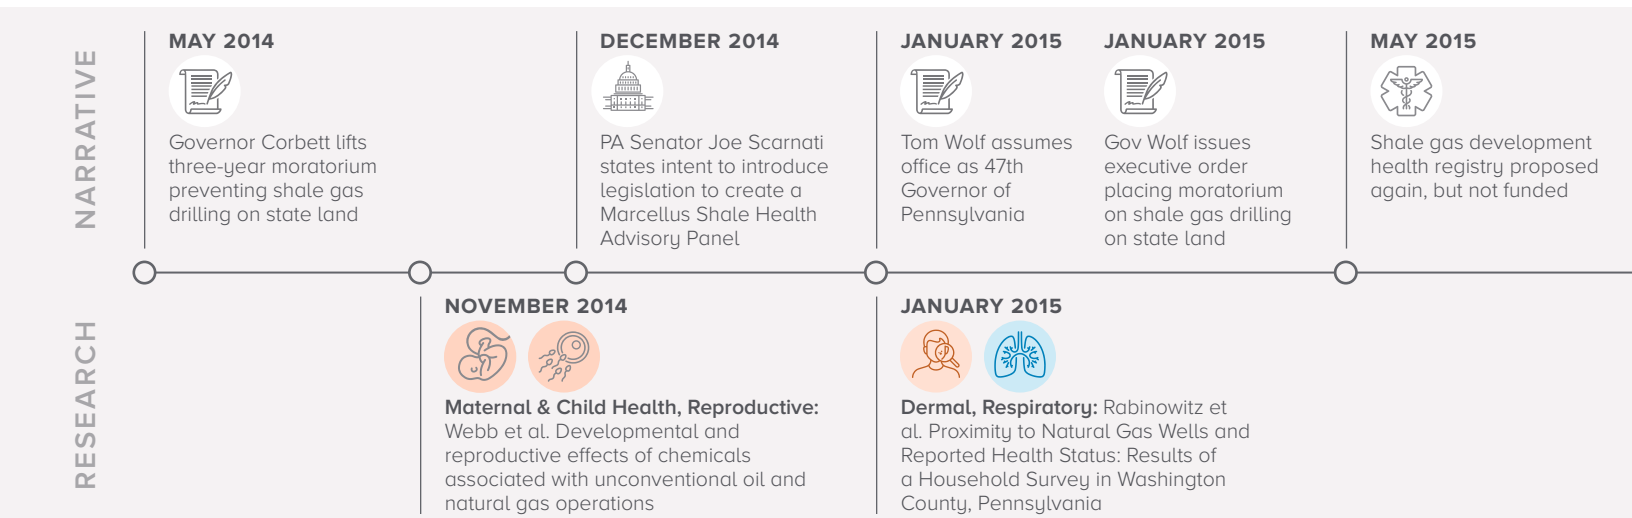 NARRATIVE
MAY 2014
Governor Corbett lifts
three-year moratorium
preventing shale gas
drilling on state land
DECEMBER 2014
PA Senator Joe Scarnati
states intent to introduce
legislation to create a
Marcellus Shale Health
Advisory Panel
JANUARY 2015
Tom Wolf assumes
office as 47th
Governor of
Pennsylvania
JANUARY 2015
Gov Wolf issues
executive order
placing moratorium
on shale gas drilling
on state land
MAY 2015
Shale gas development
health registry proposed
again, but not funded
RESEARCH
NOVEMBER 2014
Maternal & Child Health, Reproductive:
Webb et al. Developmental and
reproductive effects of chemicals
associated with unconventional oil and
natural gas operations
JANUARY 2015
Dermal, Respiratory: Rabinowitz et
al. Proximity to Natural Gas Wells and
Reported Health Status: Results of
a Household Survey in Washington
County, Pennsylvania